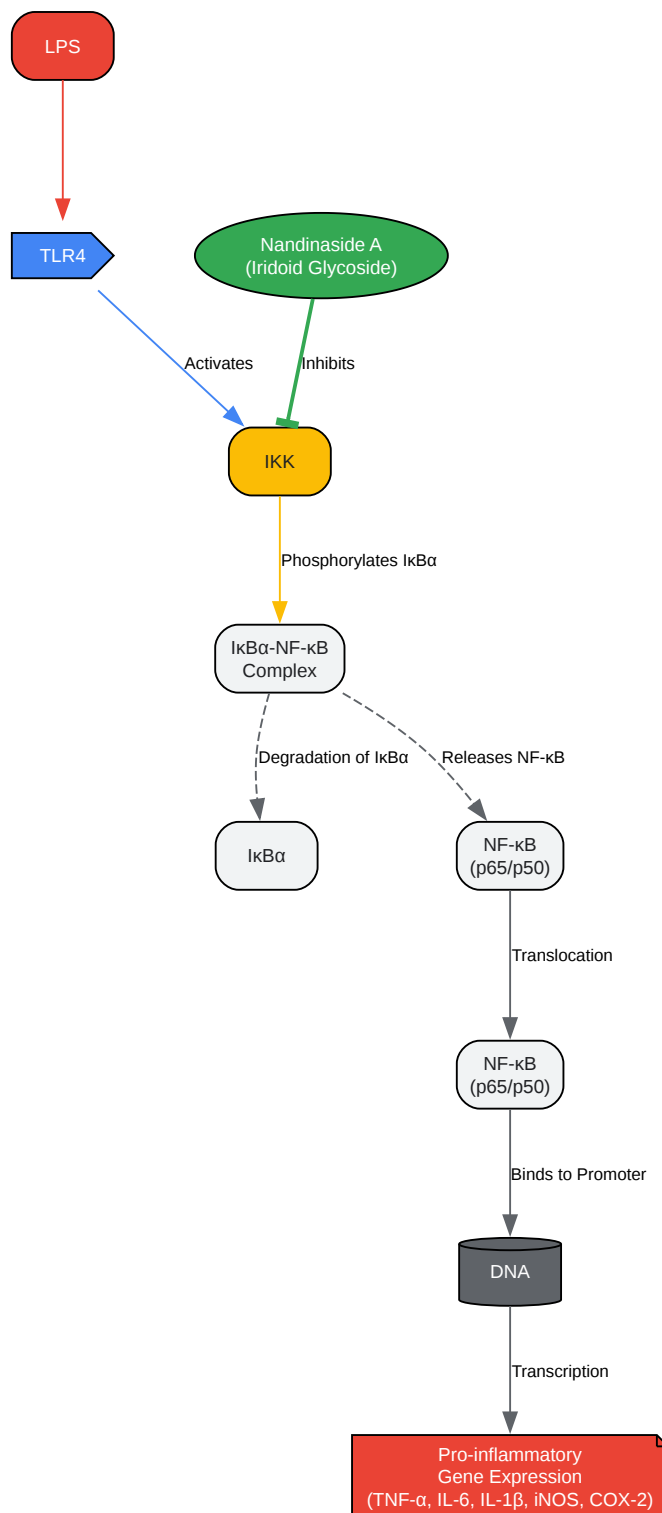 LPS
TLR4
Nandinaside A
(Iridoid Glycoside)
Activates
Inhibits
IKK
Phosphorylates IκBα
IκBα-NF-κB
Complex
Degradation of IκBα
Releases NF-κB
IκBα
NF-κB
(p65/p50)
Translocation
NF-κB
(p65/p50)
Binds to Promoter
DNA
Transcription
Pro-inflammatory
Gene Expression
(TNF-α, IL-6, IL-1β, iNOS, COX-2)